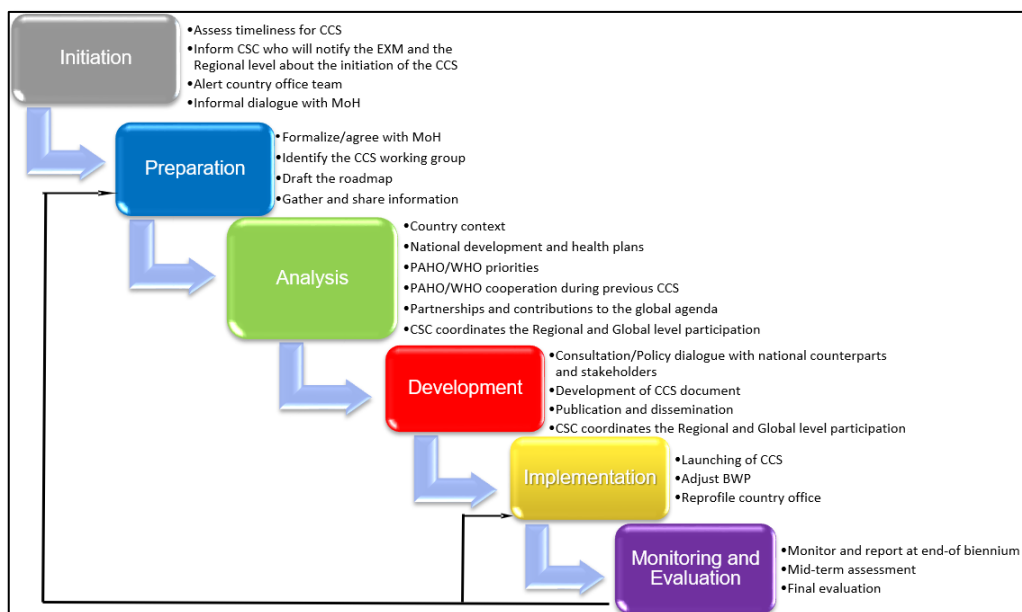 Initiation
•Assess timeliness for CCS
•Inform CSC who will notify the EXM and the
Regional level about the initiation of the CCS
•Alert country office team
•Informal dialogue with MoH
Preparation
•Formalize/agree with MoH
•Identify the CCS working group
•Draft the roadmap
•Gather and share information
Analysis
•Country context
•National development and health plans
•PAHO/WHO priorities
•PAHO/WHO cooperation during previous CCS
•Partnerships and contributions to the global agenda
•CSC coordinates the Regional and Global level participation
Development
•Consultation/Policy dialogue with national counterparts
and stakeholders
•Development of CCS document
•Publication and dissemination
•CSC coordinates the Regional and Global level participation
Implementation
•Launching of CCS
•Adjust BWP
•Reprofile country office
Monitoring and
Evaluation
•Monitor and report at end-of biennium
•Mid-term assessment
•Final evaluation